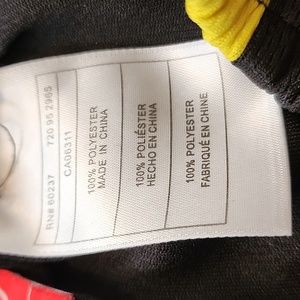 RN# 60237 720 95 2965
CA06311
100% POLYESTER
MADE IN CHINA
100% POLIÉSTER
HECHO EN CHINA
100% POLYESTER
FABRIQUÉ EN CHINE.